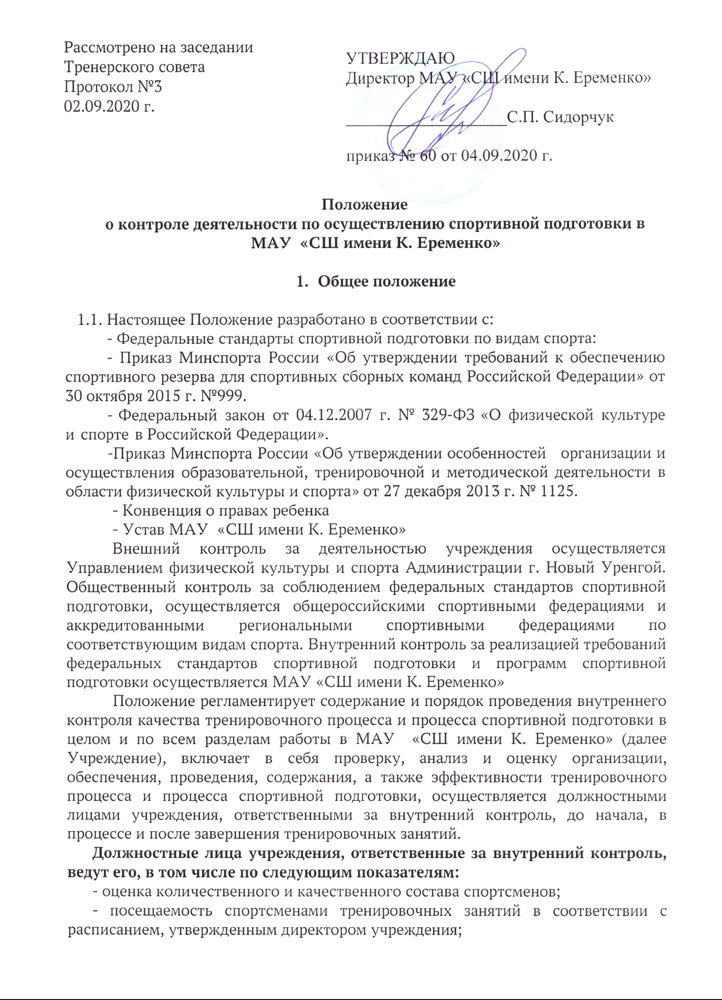 Рассмотрено на заседании
Тренерского совета
Протокол №3
02.09.2020 г.
УТВЕРЖДАЮ
Директор МАУ «СШ имени К. Еременко»
___________________С.П. Сидорчук
приказ № 60 от 04.09.2020 г.
Положение
о контроле деятельности по осуществлению спортивной подготовки в
МАУ «СШ имени К. Еременко»
1. Общее положение
1.1. Настоящее Положение разработано в соответствии с:
- Федеральные стандарты спортивной подготовки по видам спорта:
- Приказ Минспорта России «Об утверждении требований к обеспечению
спортивного резерва для спортивных сборных команд Российской Федерации» от
30 октября 2015 г. №999.
- Федеральный закон от 04.12.2007 г. № 329-ФЗ «О физической культуре
и спорте в Российской Федерации».
-Приказ Минспорта России «Об утверждении особенностей организации и
осуществления образовательной, тренировочной и методической деятельности в
области физической культуры и спорта» от 27 декабря 2013 г. № 1125.
- Конвенция о правах ребенка
- Устав МАУ «СШ имени К. Еременко»
Внешний контроль за деятельностью учреждения осуществляется
Управлением физической культуры и спорта Администрации г. Новый Уренгой.
Общественный контроль за соблюдением федеральных стандартов спортивной
подготовки, осуществляется общероссийскими спортивными федерациями и
аккредитованными региональными спортивными федерациями по
соответствующим видам спорта. Внутренний контроль за реализацией требований
федеральных стандартов спортивной подготовки и программ спортивной
подготовки осуществляется МАУ «СШ имени К. Еременко»
Положение регламентирует содержание и порядок проведения внутреннего
контроля качества тренировочного процесса и процесса спортивной подготовки в
целом и по всем разделам работы в МАУ «СШ имени К. Еременко» (далее
Учреждение), включает в себя проверку, анализ и оценку организации,
обеспечения, проведения, содержания, а также эффективности тренировочного
процесса и процесса спортивной подготовки, осуществляется должностными
лицами учреждения, ответственными за внутренний контроль, до начала, в
процессе и после завершения тренировочных занятий.
Должностные лица учреждения, ответственные за внутренний контроль,
ведут его, в том числе по следующим показателям:
- оценка количественного и качественного состава спортсменов;
- посещаемость спортсменами тренировочных занятий в соответствии с
расписанием, утвержденным директором учреждения;